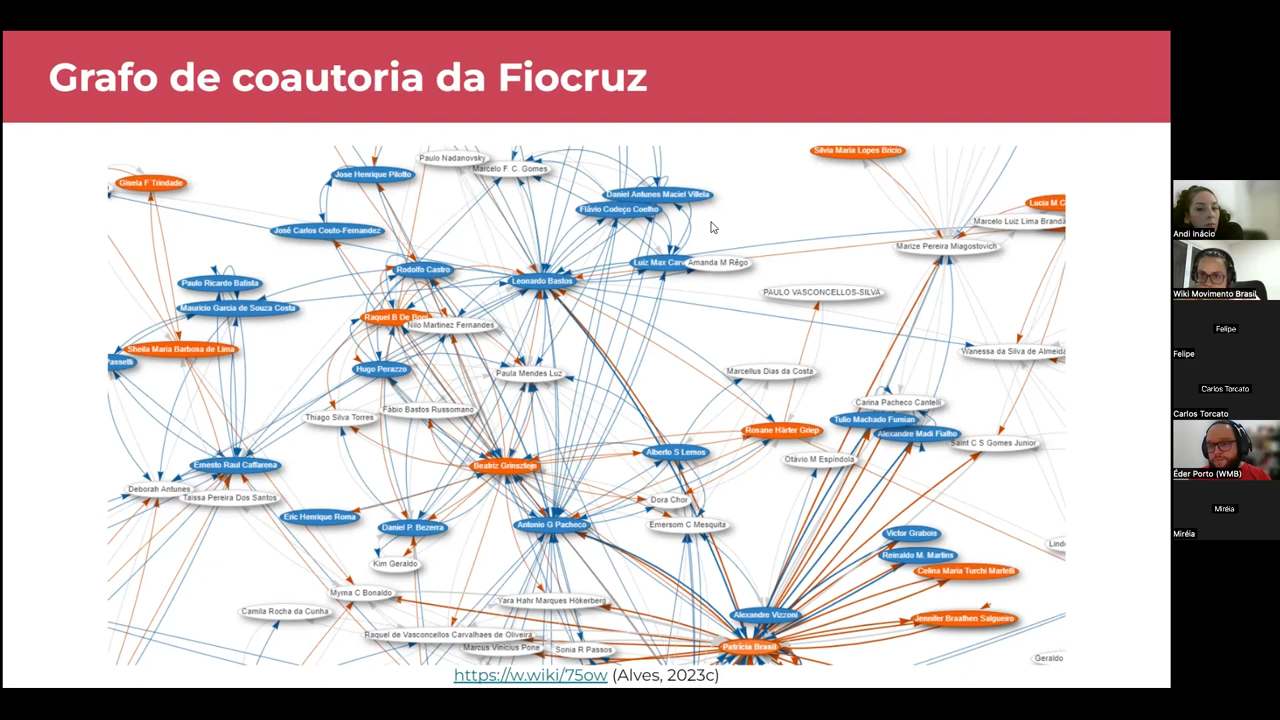 Grafo de coautoria da Fiocruz
Paulo Nadanovsky
Silvia Maria Lopes Bricio
Marcelo F. C. Gomes
Jose Henrique Pilotto
Gisela F Trindade
Daniel Antunes Maciel Villela
Lucia M C
Flávio Codeço Coelho
Marcelo Luiz Lima Brandã
José Carlos Couto-Fernandez
Marize Pereira Miagostovich
Luiz Max Carv
Amanda M Rêgo
Rodolfo Castro
Leonardo Bastos
Paulo Ricardo Batista
PAULO VASCONCELLOS-SILVA
Mauricio Garcia de Souza Costa
Raquel B De Boni
Nilo Martinez Fernandes
Sheila Maria Barbosa de Lima
Wanessa da Silva de Almeida
assetti
Hugo Perazzo
Paula Mendes Luz
Marcellus Dias da Costa
Carina Pacheco Cantelli
Thiago Silva Torres
Fábio Bastos Russomano
Tulio Machado Fumian
Rosane Härter Griep
Alexandre Madi Fialho
Saint C S Gomes Junior
Alberto S Lemos
Otávio M Espíndola
Ernesto Raul Caffarena
Beatriz Grinsztejn
Deborah Antunes
Taissa Pereira Dos Santos
Dora Chor
Eric Henrique Roma
Daniel P. Bezerra
Antonio G Pacheco
Emersom C Mesquita
Victor Grabois
Lind
Reinaldo M. Martins
Kim Geraldo
Celina Maria Turchi Martelli
Myrna C Bonaldo
Yara Hahr Marques Hökerberg
Camila Rocha da Cunha
Alexandre Vizzoni
Jennifer Braathen Salgueiro
Raquel de Vasconcellos Carvalhaes de Oliveira
Marcus Vinicius Pone
Sonia R Passos
Patrícia Brasil
Geraldo
https://w.wiki/75ow (Alves, 2023c)
Andi Inácio
Wiki Movimento Brasil
Felipe
Felipe
Carlos Torcato
Carlos Torcato
Éder Porto (WMB)
Miréia
Miréia